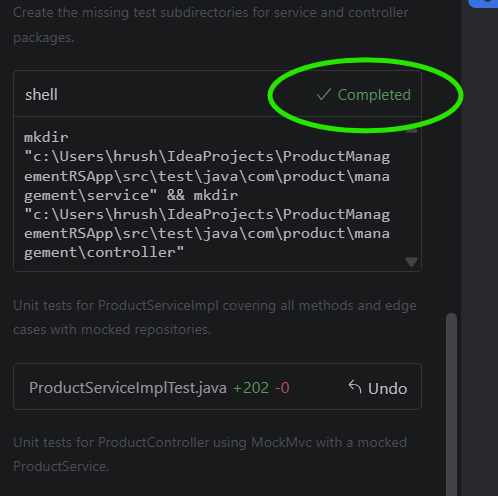 Create the missing test subdirectories for service and controller
packages.
shell
Completed
mkdir
"c:\Users\hrush\IdeaProjects\ProductManag
ementRSApp\src\test\java\com\product\mana
gement\service" && mkdir
"c:\Users\hrush\IdeaProjects\ProductManag
ementRSApp\src\test\java\com\product\mana
gement\controller"
Unit tests for ProductServiceImpl covering all methods and edge
cases with mocked repositories.
ProductServiceImplTest.java +202 -0 Undo
Unit tests for ProductController using MockMvc with a mocked
ProductService.